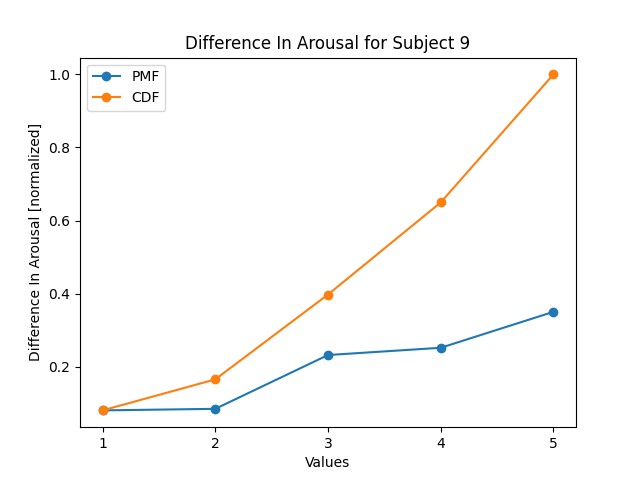 Difference In Arousal for Subject 9
PMF
CDF
Difference In Arousal [normalized]
1.0
0.8
0.6
0.4
0.2
1 2 3 4 5
Values